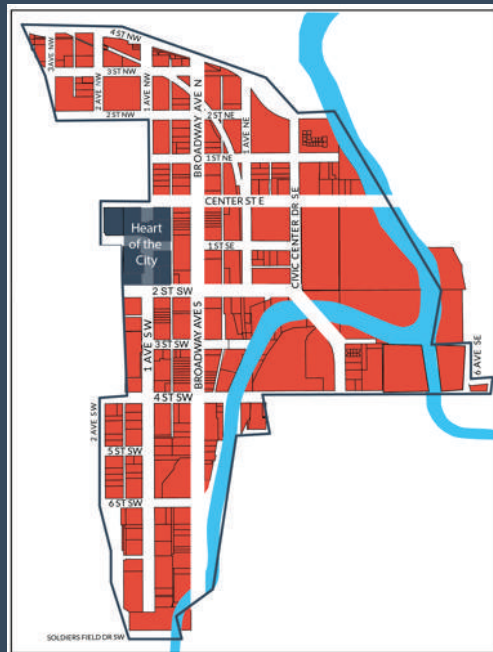 4 ST NW
3 AVE NW
3 ST NW
2 AVE NW
1 AVE NW
2 ST NW
BROADWAY AVE N
2 ST NE
1 AVE NE
1 ST NE
CENTER ST E
CIVIC CENTER DR SE
Heart
of the
City
1 ST SE
2 ST SW
1 AVE SW
3 ST SW
BROADWAY AVE S
6 AVE SE
4 ST SW
2 AVE SW
5 ST SW
6 ST SW
SOLDIERS FIELD DR SW